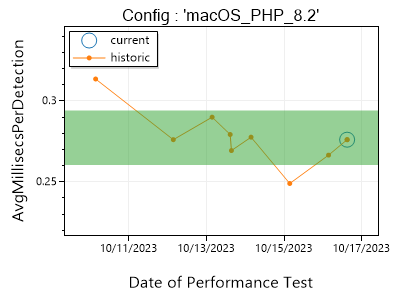 Config : 'macOS_PHP_8.2'
current
historic
AvgMillisecsPerDetection
0.3
0.25
10/11/2023
10/13/2023
10/15/2023
10/17/2023
Date of Performance Test